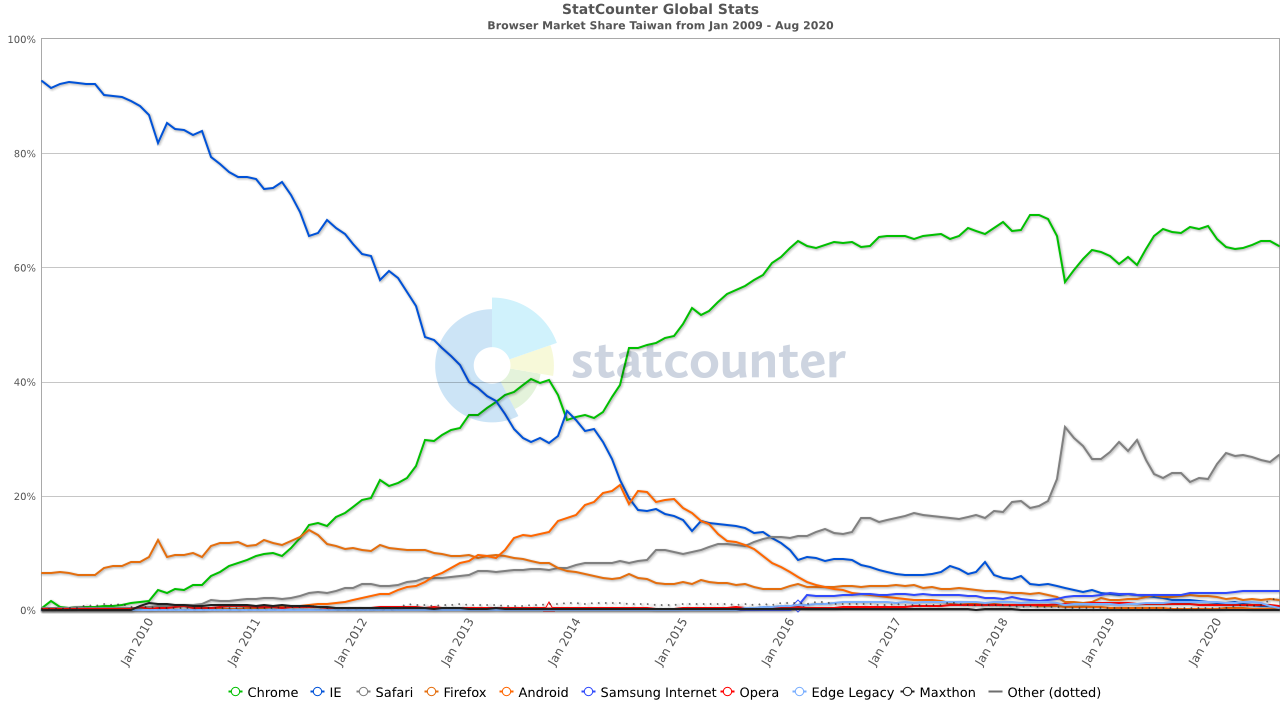 StatCounter Global Stats
Browser Market Share Taiwan from Jan 2009 - Aug 2020
100%
80%
60%
40%
20%
0%
statcounter
Jan 2010
Jan 2011
Jan 2012
Jan 2013
Jan 2014
Jan 2015
Jan 2016
Jan 2017
Jan 2018
Jan 2019
Jan 2020
Chrome IE Safari Firefox Android Samsung Internet Opera Edge Legacy Maxthon Other (dotted)